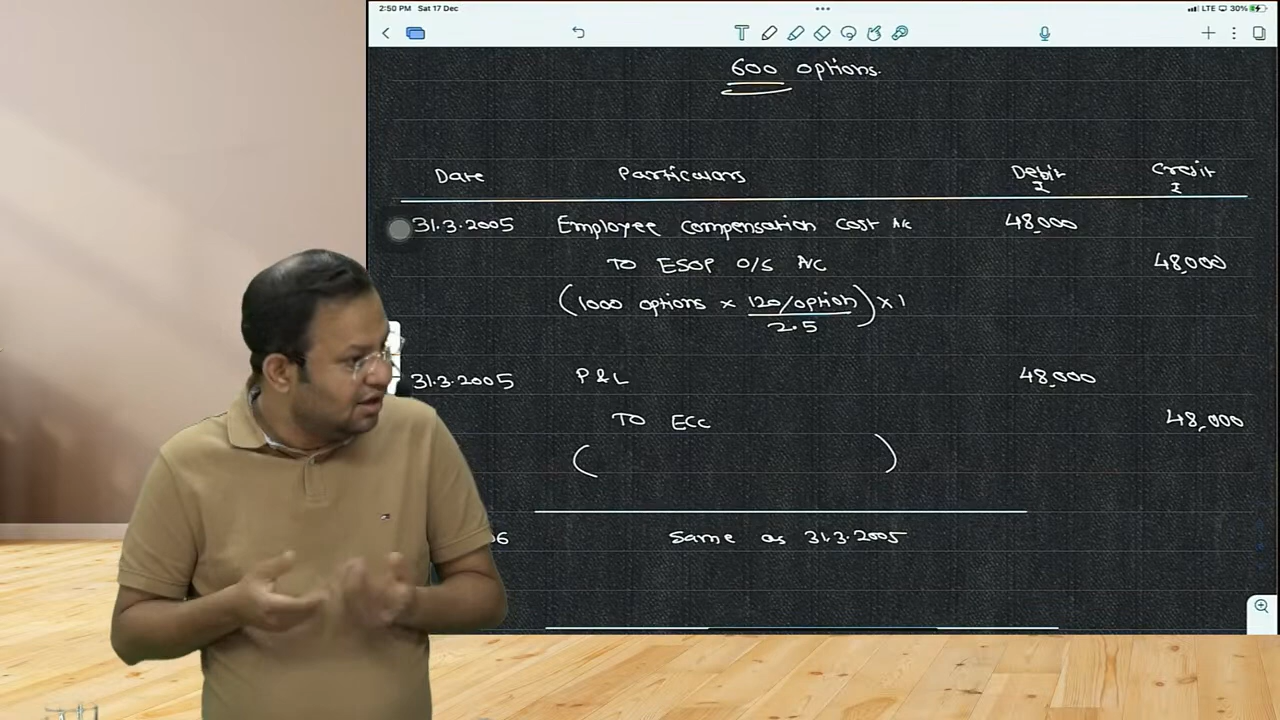 2:50 PM Sat 17 Dec
LTE 30%
600 options.
Date Particulars Debit ₹ Credit ₹
31.3.2005 Employee compensation cost A/c 48,000
TO ESOP O/S A/C 48,000
(1000 options × 120/option / 2.5) × 1
31.3.2005 P&L 48,000
TO ECC 48,000
( )
06 Same as 31.3.2005